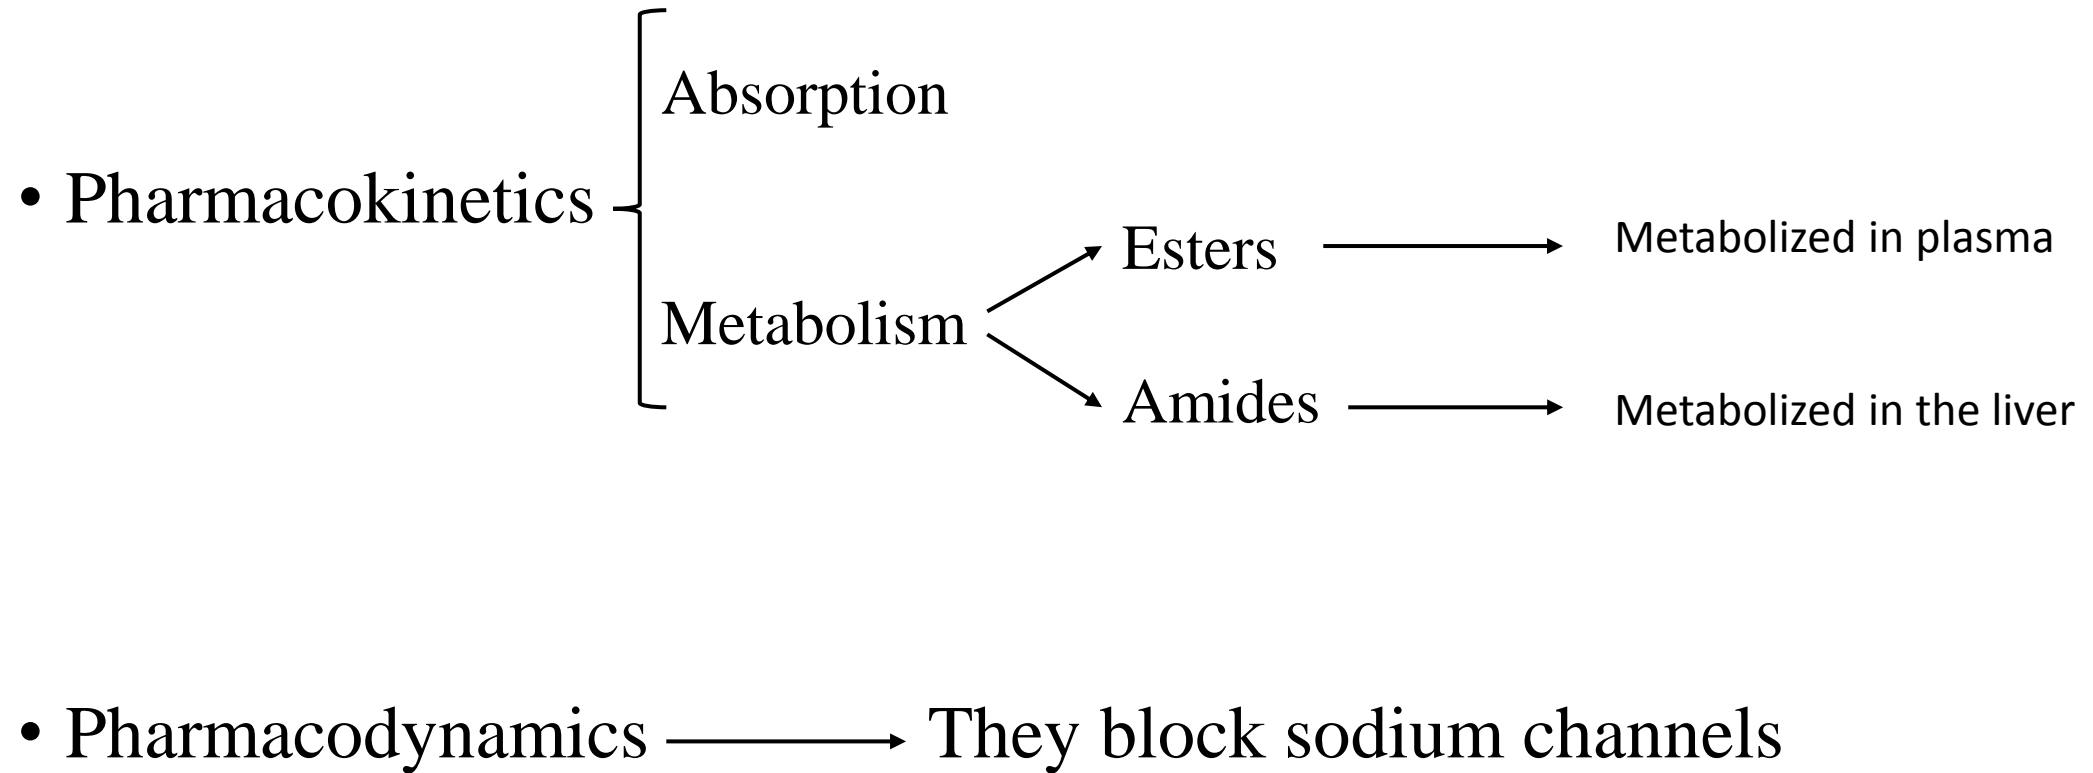 Absorption
• Pharmacokinetics
Esters
Metabolized in plasma
Metabolism
Amides
Metabolized in the liver
• Pharmacodynamics
They block sodium channels